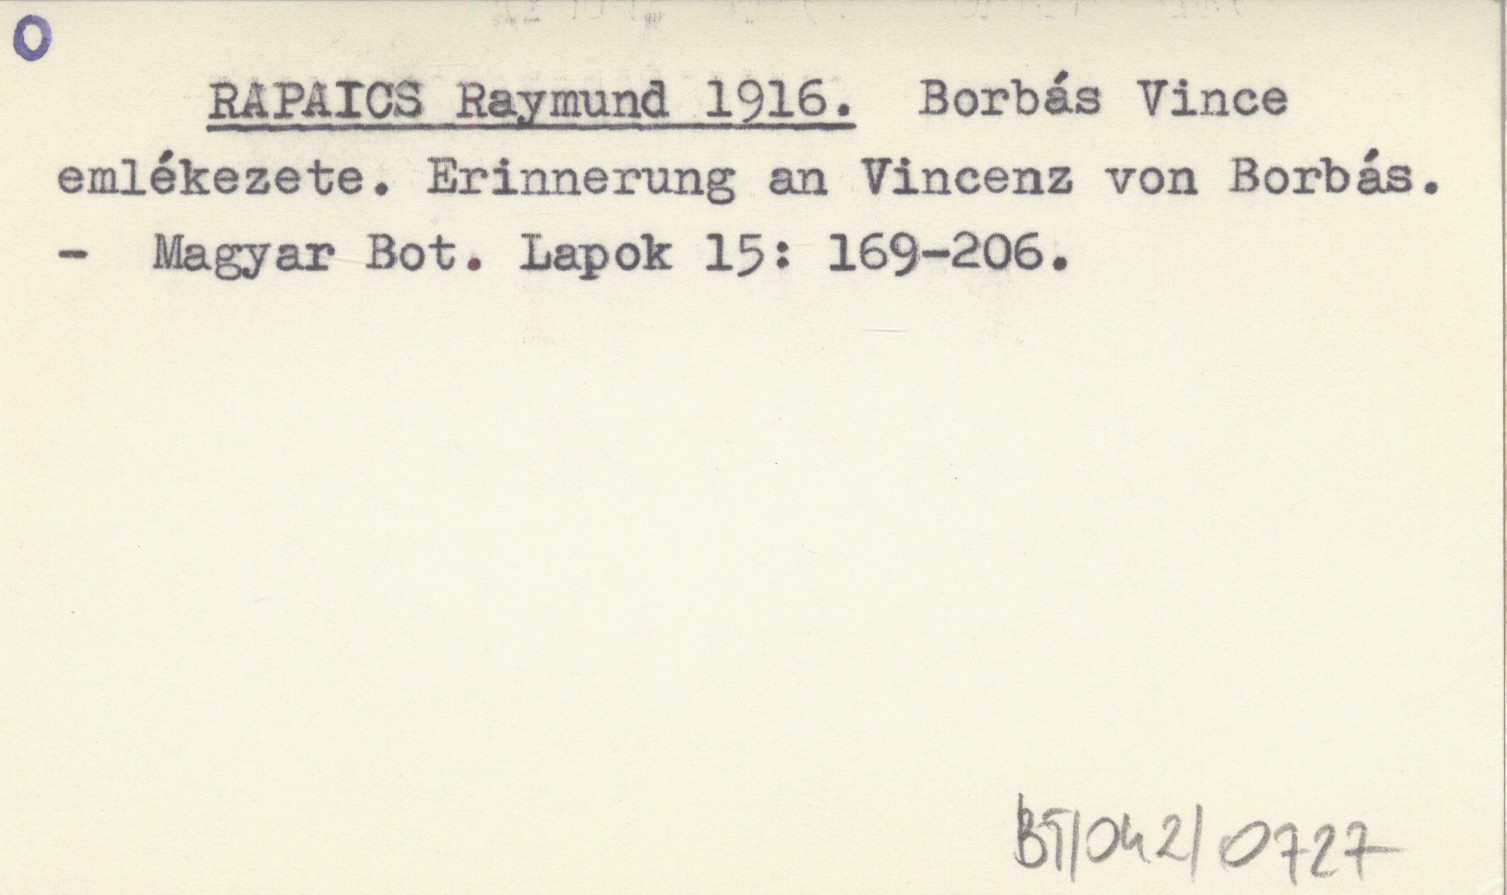 O
RAPAICS Raymund 1916. Borbás Vince
emlékezete. Erinnerung an Vincenz von Borbás.
- Magyar Bot. Lapok 15: 169-206.
BT/042/0727